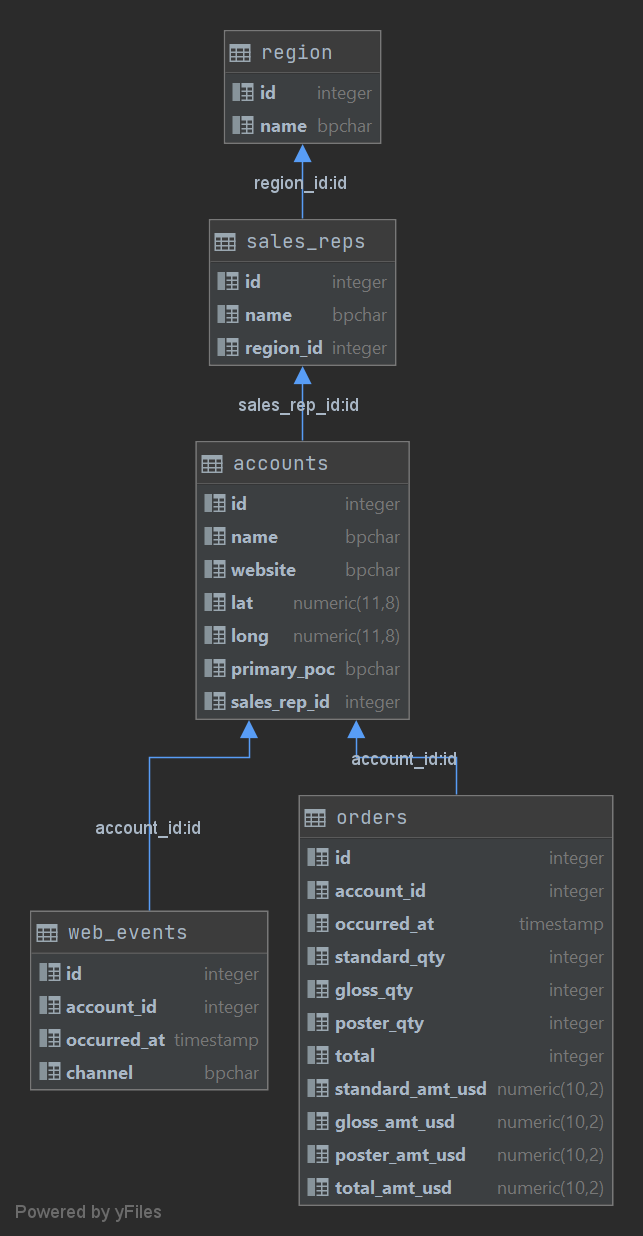 region
id integer
name bpchar
region_id:id
sales_reps
id integer
name bpchar
region_id integer
sales_rep_id:id
accounts
id integer
name bpchar
website bpchar
lat numeric(11,8)
long numeric(11,8)
primary_poc bpchar
sales_rep_id integer
account_id:id
account_id:id
orders
id integer
account_id integer
occurred_at timestamp
standard_qty integer
gloss_qty integer
poster_qty integer
total integer
standard_amt_usd numeric(10,2)
gloss_amt_usd numeric(10,2)
poster_amt_usd numeric(10,2)
total_amt_usd numeric(10,2)
web_events
id integer
account_id integer
occurred_at timestamp
channel bpchar
Powered by yFiles